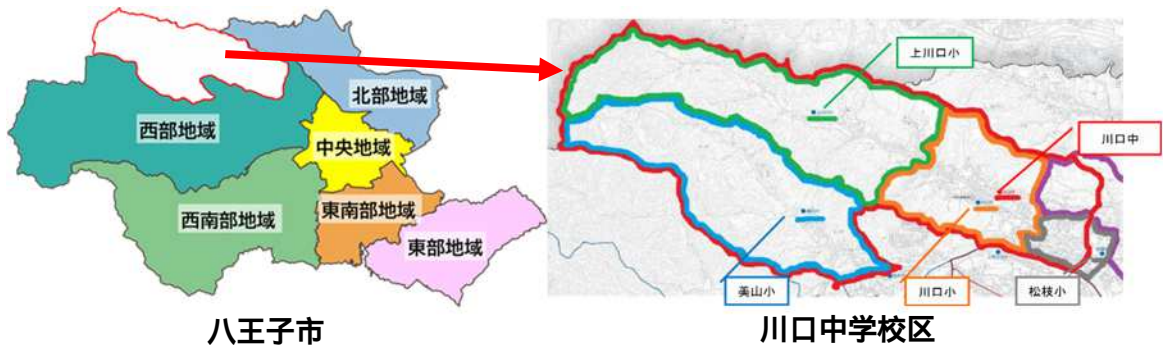 北部地域
西部地域
中央地域
西南部地域
東南部地域
東部地域
八王子市
上川口小
川口中
美山小
川口小
松枝小
川口中学校区